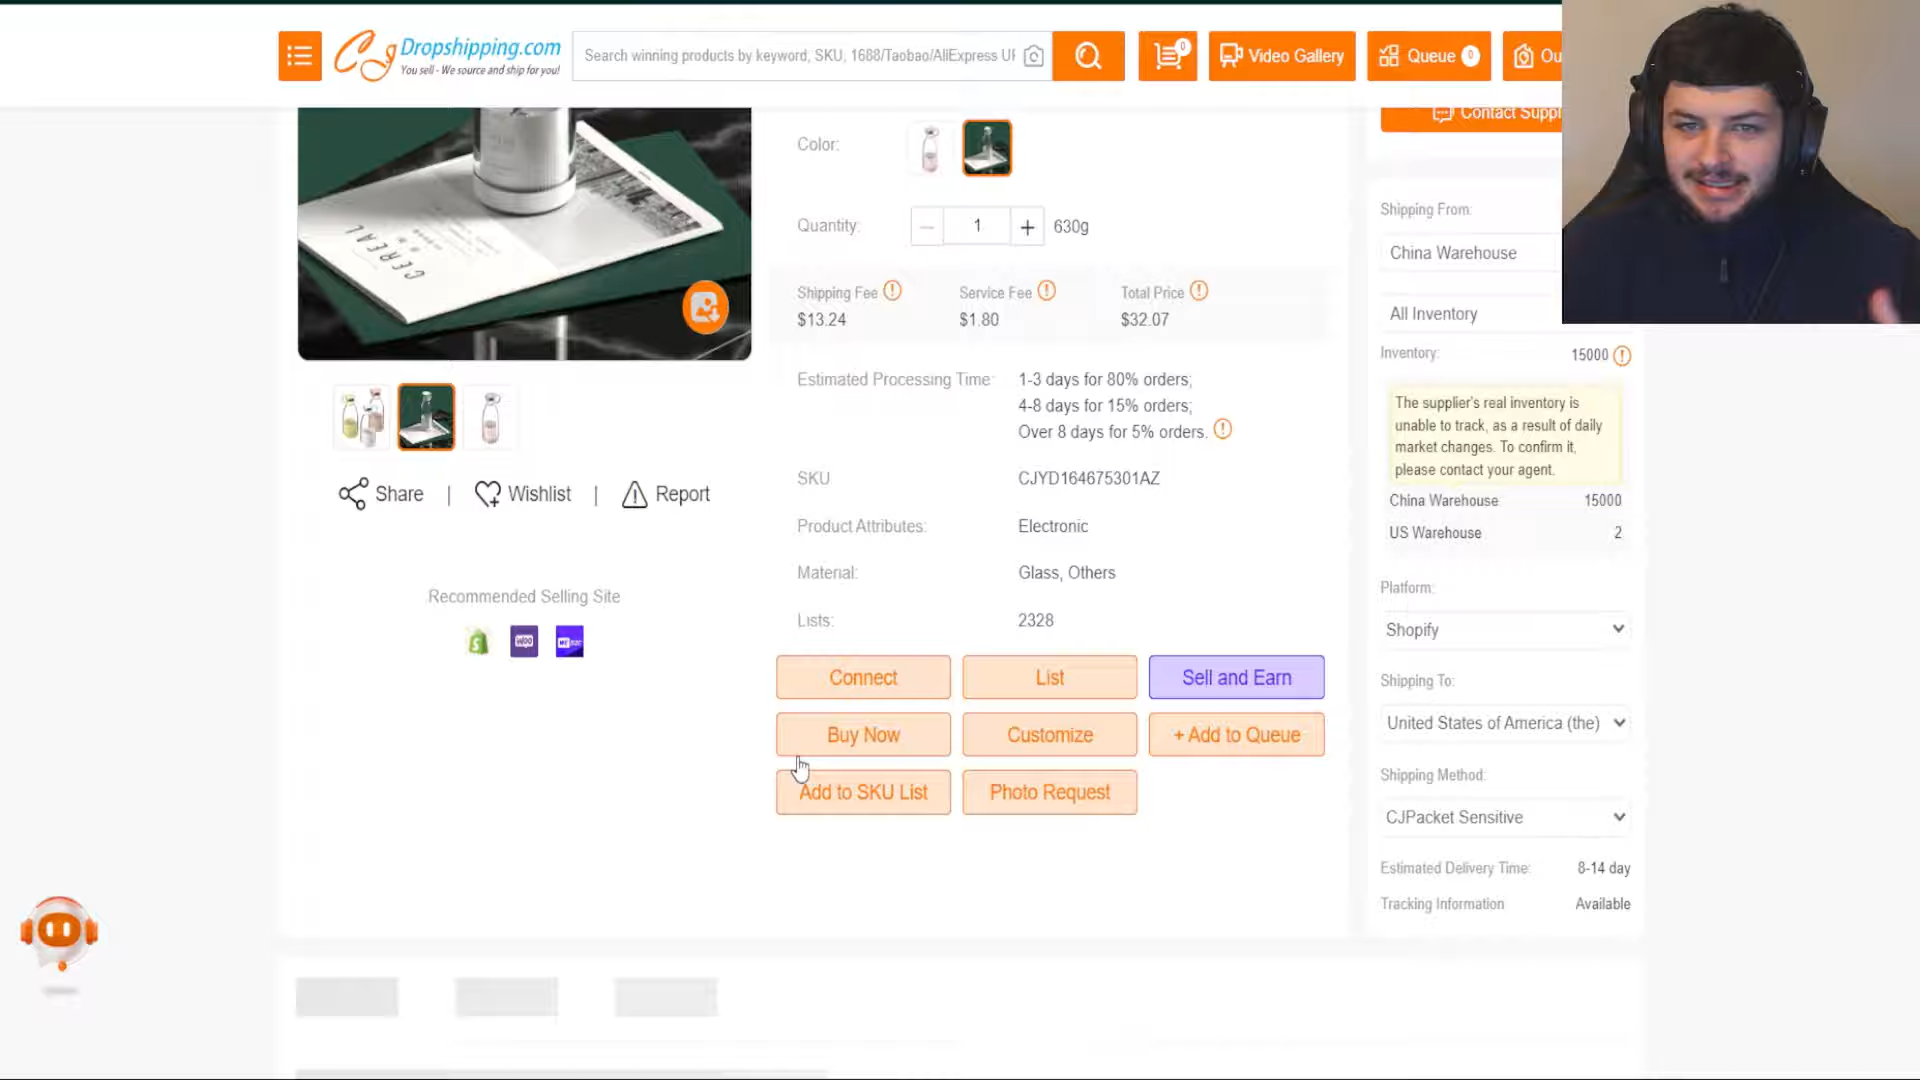 CJ Dropshipping.com
You sell - We source and ship for you!
Search winning products by keyword, SKU, 1688/Taobao/AliExpress UR
0
Video Gallery
Queue 0
Ou
Contact Suppl
CEREAL
Color:
Quantity:
1
630g
Shipping Fee
Service Fee
Total Price
$13.24
$1.80
$32.07
Estimated Processing Time:
1-3 days for 80% orders;
4-8 days for 15% orders;
Over 8 days for 5% orders.
SKU
CJYD164675301AZ
Product Attributes:
Electronic
Material:
Glass, Others
Lists:
2328
Share | Wishlist | Report
Recommended Selling Site
WOO
Connect
List
Sell and Earn
Buy Now
Customize
+ Add to Queue
Add to SKU List
Photo Request
Shipping From:
China Warehouse
All Inventory
Inventory:
15000
The supplier's real inventory is
unable to track, as a result of daily
market changes. To confirm it,
please contact your agent.
China Warehouse
15000
US Warehouse
2
Platform:
Shopify
Shipping To:
United States of America (the)
Shipping Method:
CJPacket Sensitive
Estimated Delivery Time:
8-14 day
Tracking Information
Available